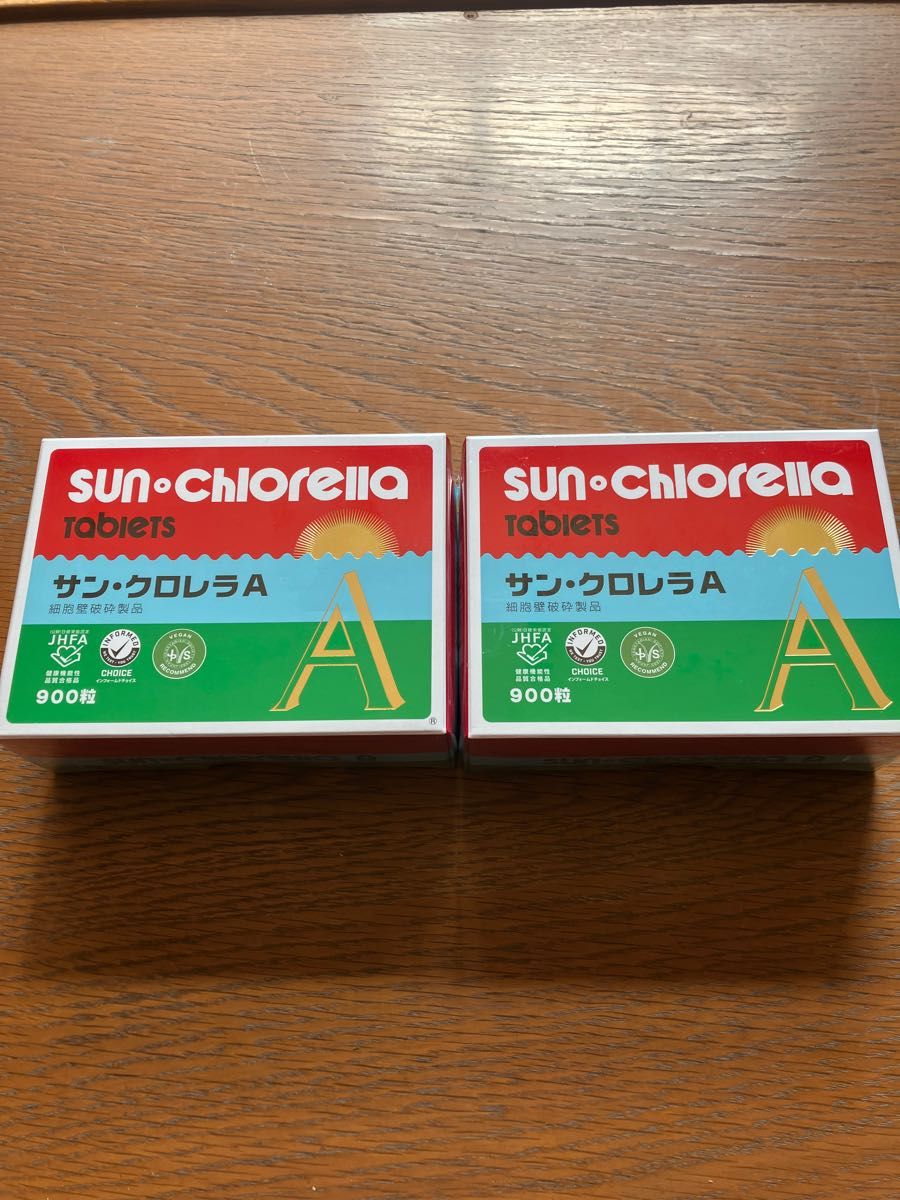 sun chlorella
Tablets
サン・クロレラA
細胞壁破砕製品
JHFA
健康機能性
品質合格品
INFORMED
CHOICE
インフォームドチョイス
VEGAN
RECOMMEND
900粒
A
®
sun chlorella
Tablets
サン・クロレラA
細胞壁破砕製品
JHFA
健康機能性
品質合格品
INFORMED
CHOICE
インフォームドチョイス
VEGAN
RECOMMEND
900粒
A